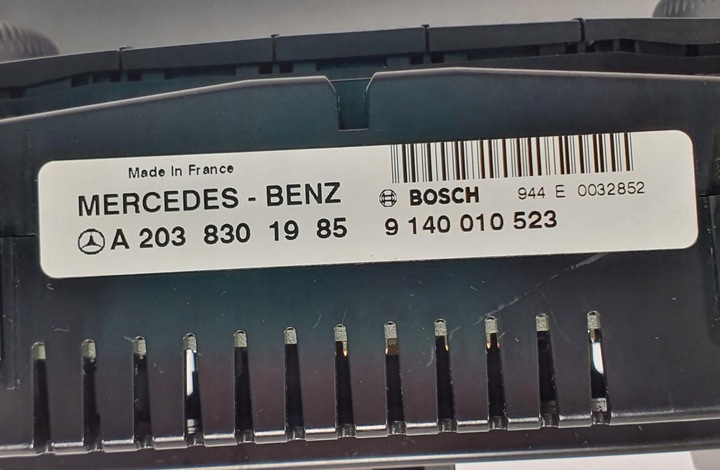 Made In France
MERCEDES - BENZ
A 203 830 19 85
BOSCH 944 E 0032852
9 140 010 523